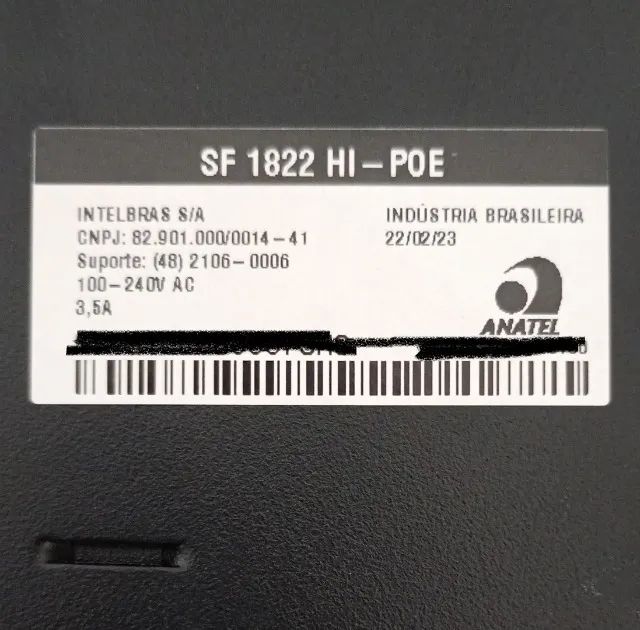 SF 1822 HI-POE
INTELBRAS S/A
CNPJ: 82.901.000/0014-41
Suporte: (48) 2106-0006
100-240V AC
3,5A
INDÚSTRIA BRASILEIRA
22/02/23
ANATEL